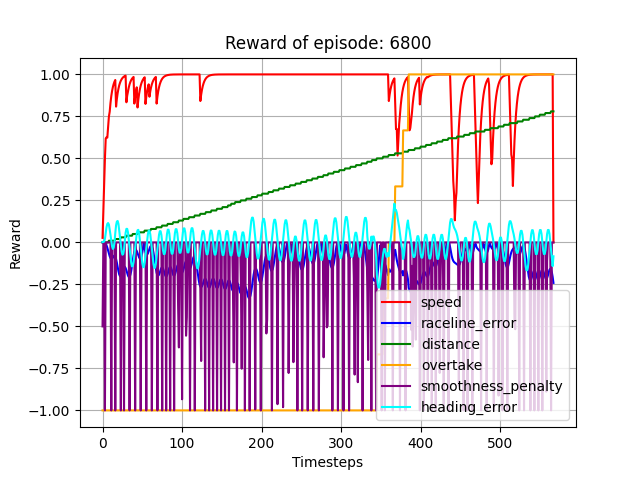 Reward of episode: 6800
1.00
0.75
0.50
0.25
0.00
−0.25
−0.50
−0.75
−1.00
Reward
speed
raceline_error
distance
overtake
smoothness_penalty
heading_error
0 100 200 300 400 500
Timesteps